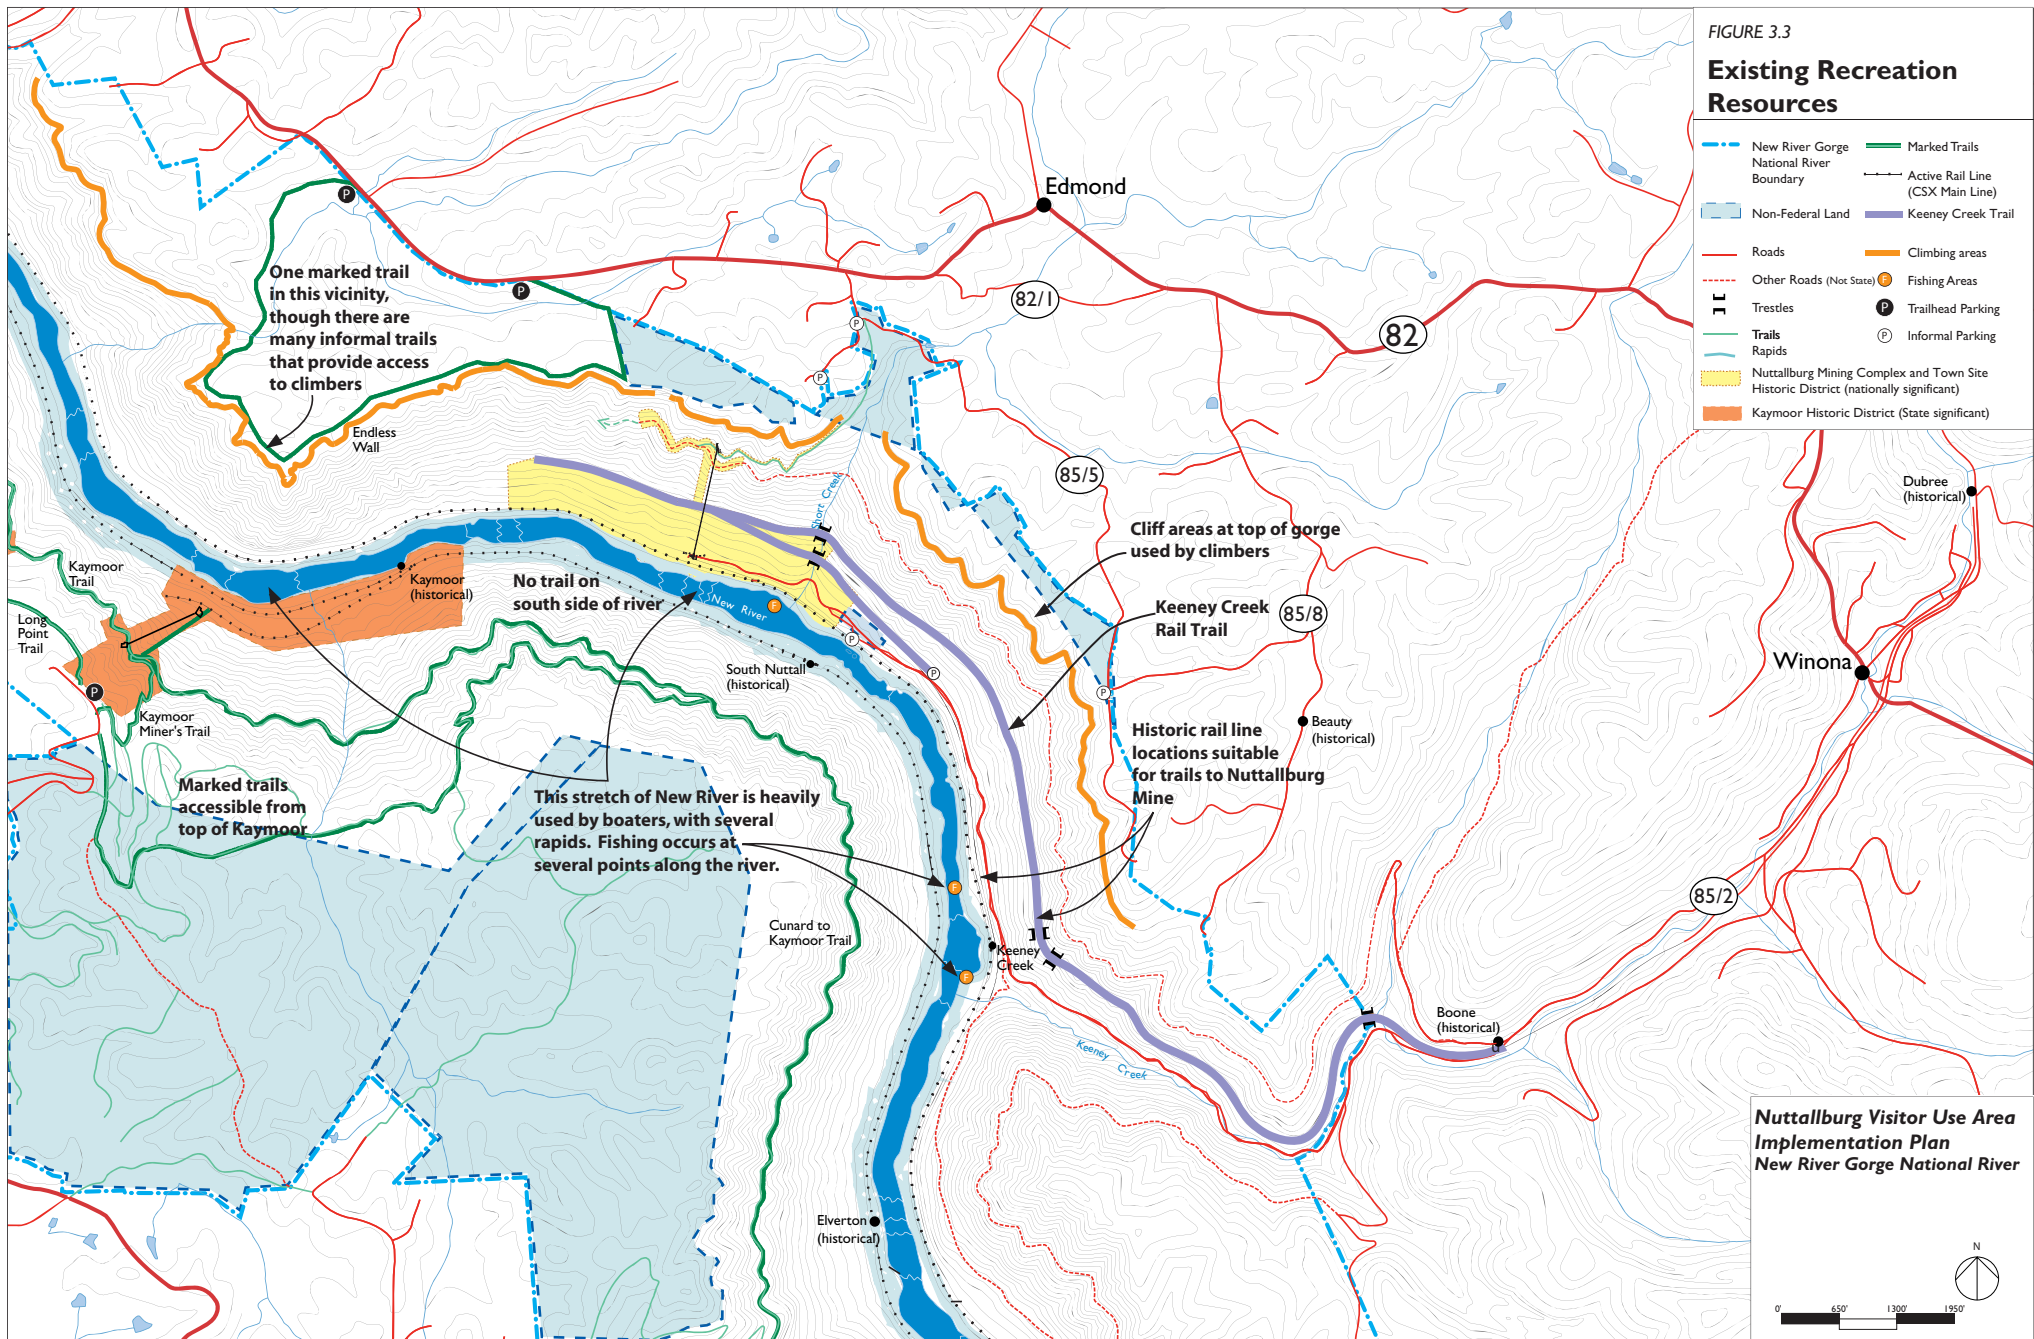 FIGURE 3.3
Existing Recreation
Resources
New River Gorge
National River
Boundary
Non-Federal Land
Roads
Other Roads (Not State)
Trestles
Trails
Rapids
Marked Trails
Active Rail Line
(CSX Main Line)
Keeney Creek Trail
Climbing areas
F
Fishing Areas
P
Trailhead Parking
P
Informal Parking
Nuttallburg Mining Complex and Town Site
Historic District (nationally significant)
Kaymoor Historic District (State significant)
P
P
Edmond
82/1
82
P
P
One marked trail
in this vicinity,
though there are
many informal trails
that provide access
to climbers
Endless
Wall
85/5
Dubree
(historical)
Short Creek
Cliff areas at top of gorge
used by climbers
Kaymoor
Trail
Kaymoor
(historical)
No trail on
south side of river
New River
F
Keeney Creek
Rail Trail
85/8
Long
Point
Trail
P
South Nuttall
(historical)
P
P
P
Winona
Kaymoor
Miner's Trail
Beauty
(historical)
Historic rail line
locations suitable
for trails to Nuttallburg
Mine
Marked trails
accessible from
top of Kaymoor
This stretch of New River is heavily
used by boaters, with several
rapids. Fishing occurs at
several points along the river.
F
85/2
Cunard to
Kaymoor Trail
Keeney
Creek
F
Boone
(historical)
Keeney
Creek
Elverton
(historical)
Nuttallburg Visitor Use Area
Implementation Plan
New River Gorge National River
N
0'
650'
1300'
1950'